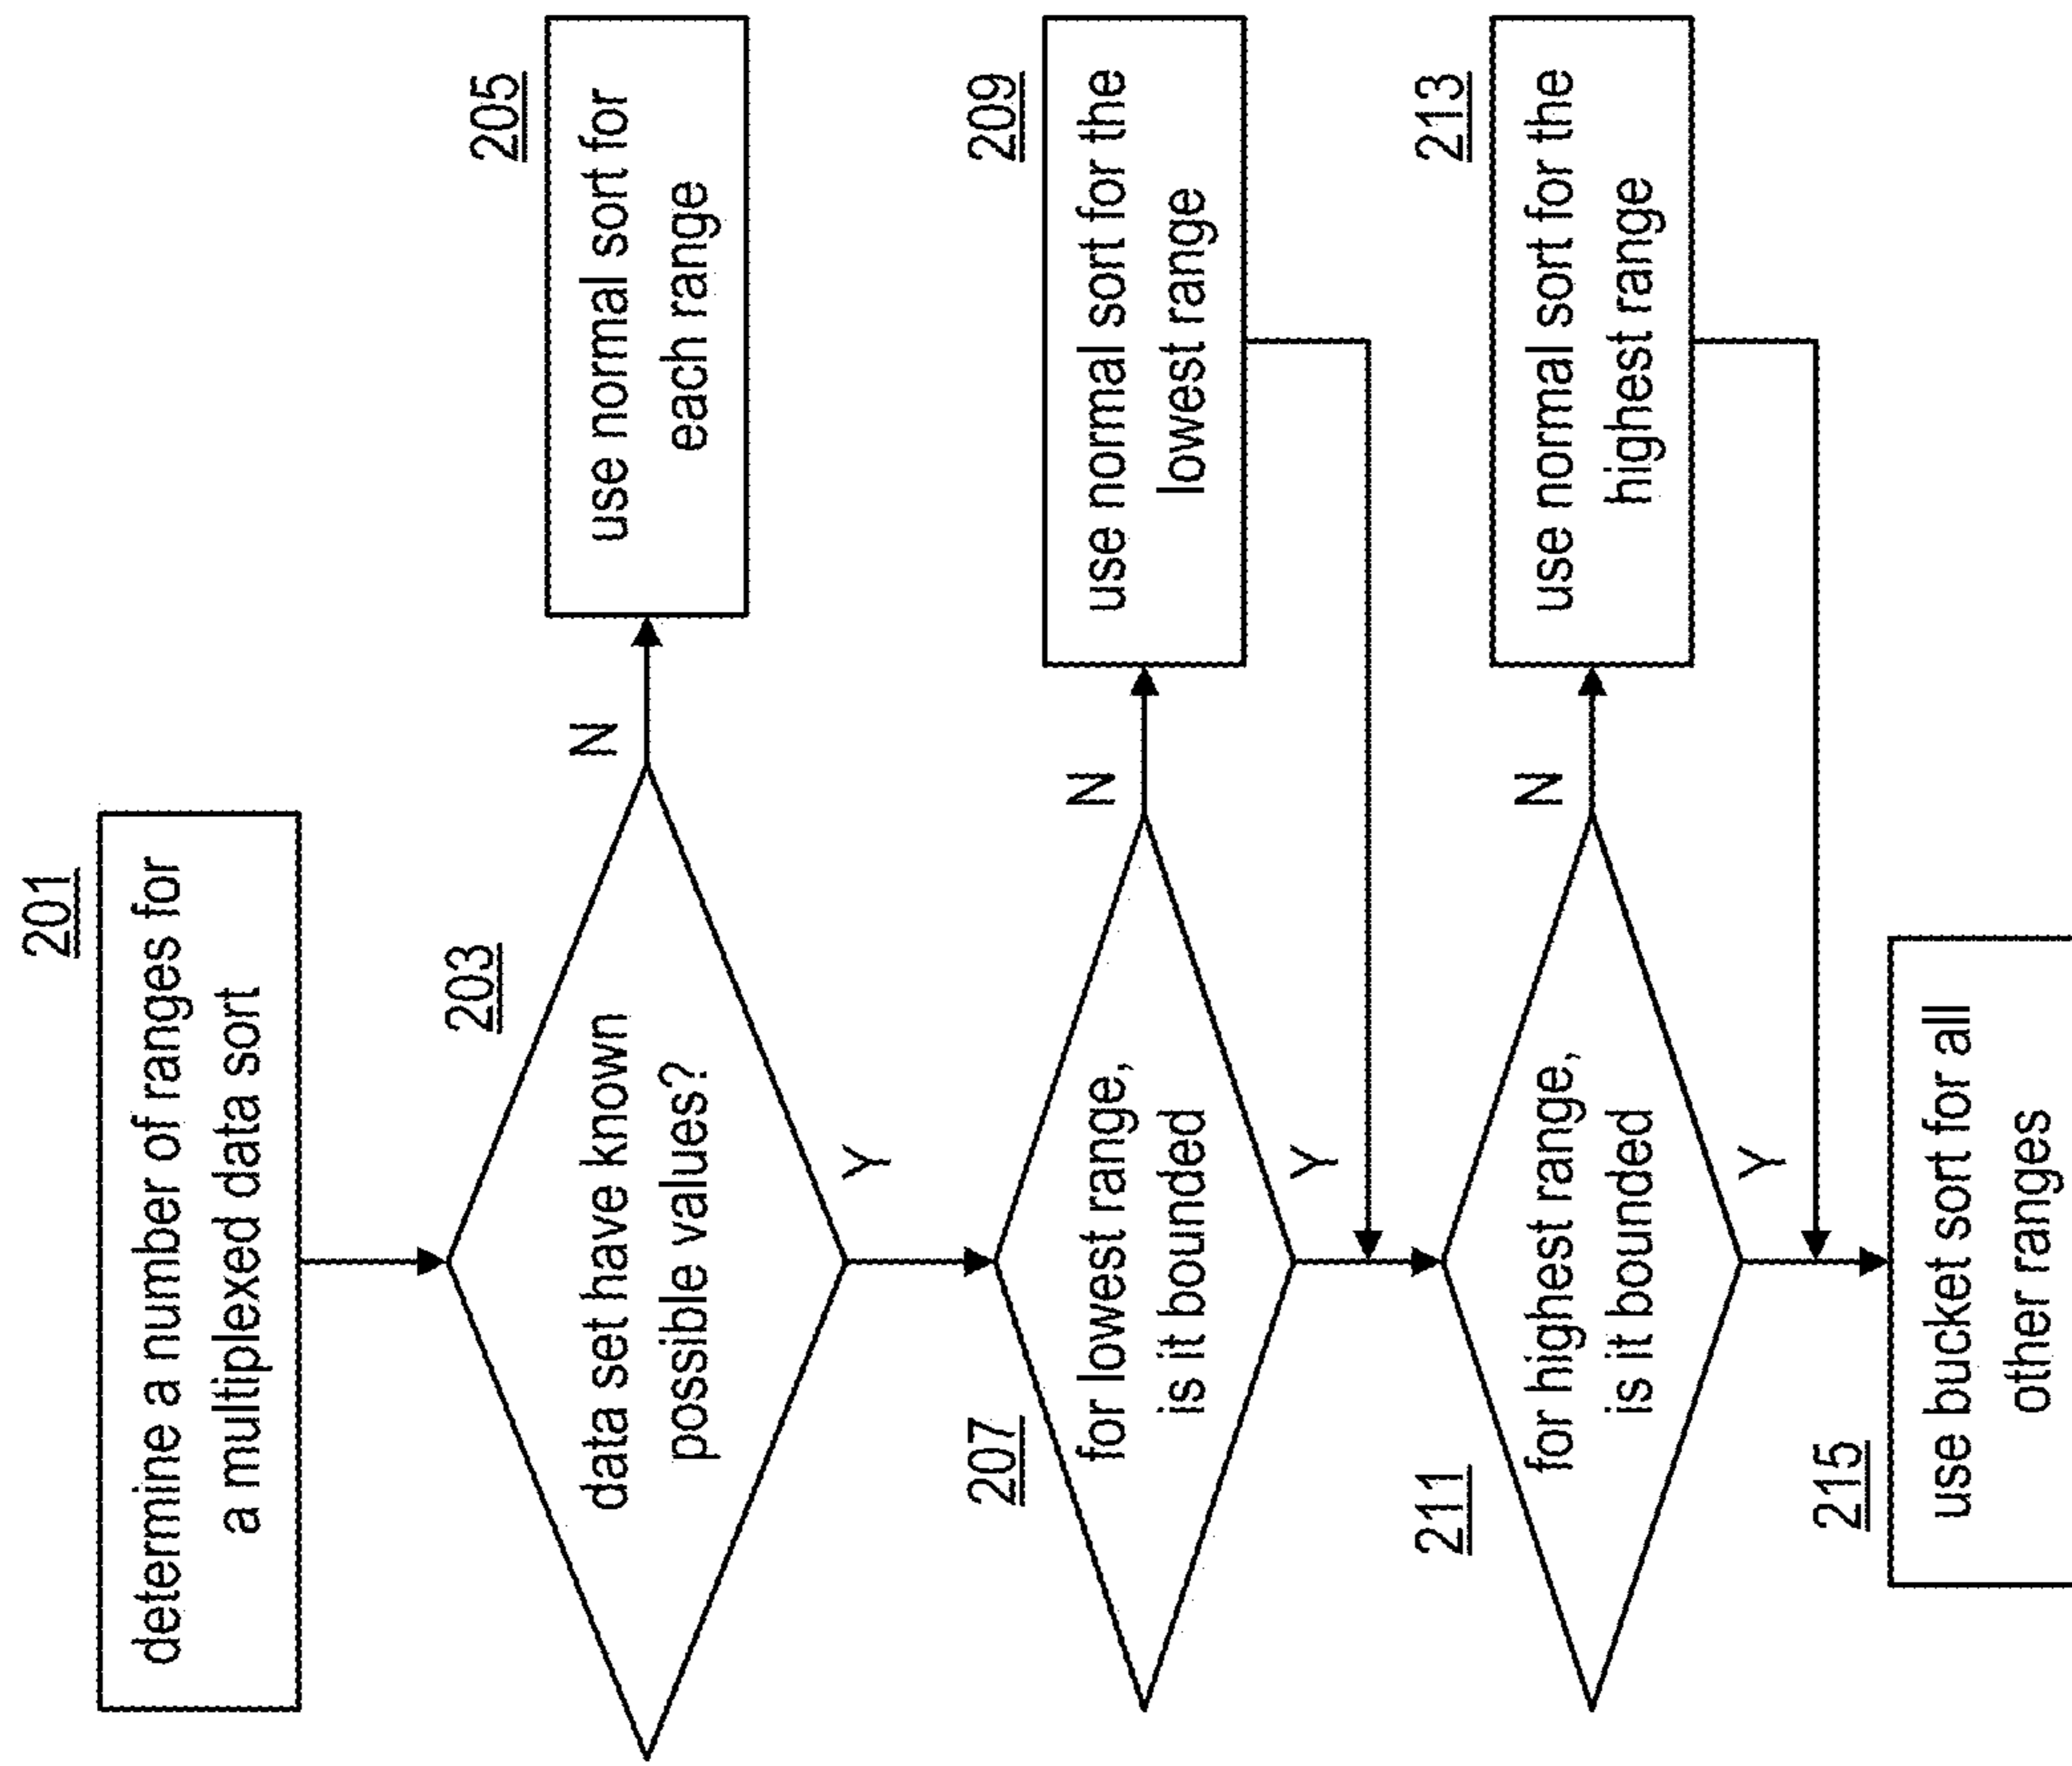 201
determine a number of ranges for
a multiplexed data sort
203
data set have known
possible values?
N
Y
205
use normal sort for
each range
207
for lowest range,
is it bounded
N
Y
209
use normal sort for the
lowest range
211
for highest range,
is it bounded
N
Y
213
use normal sort for the
highest range
215
use bucket sort for all
other ranges